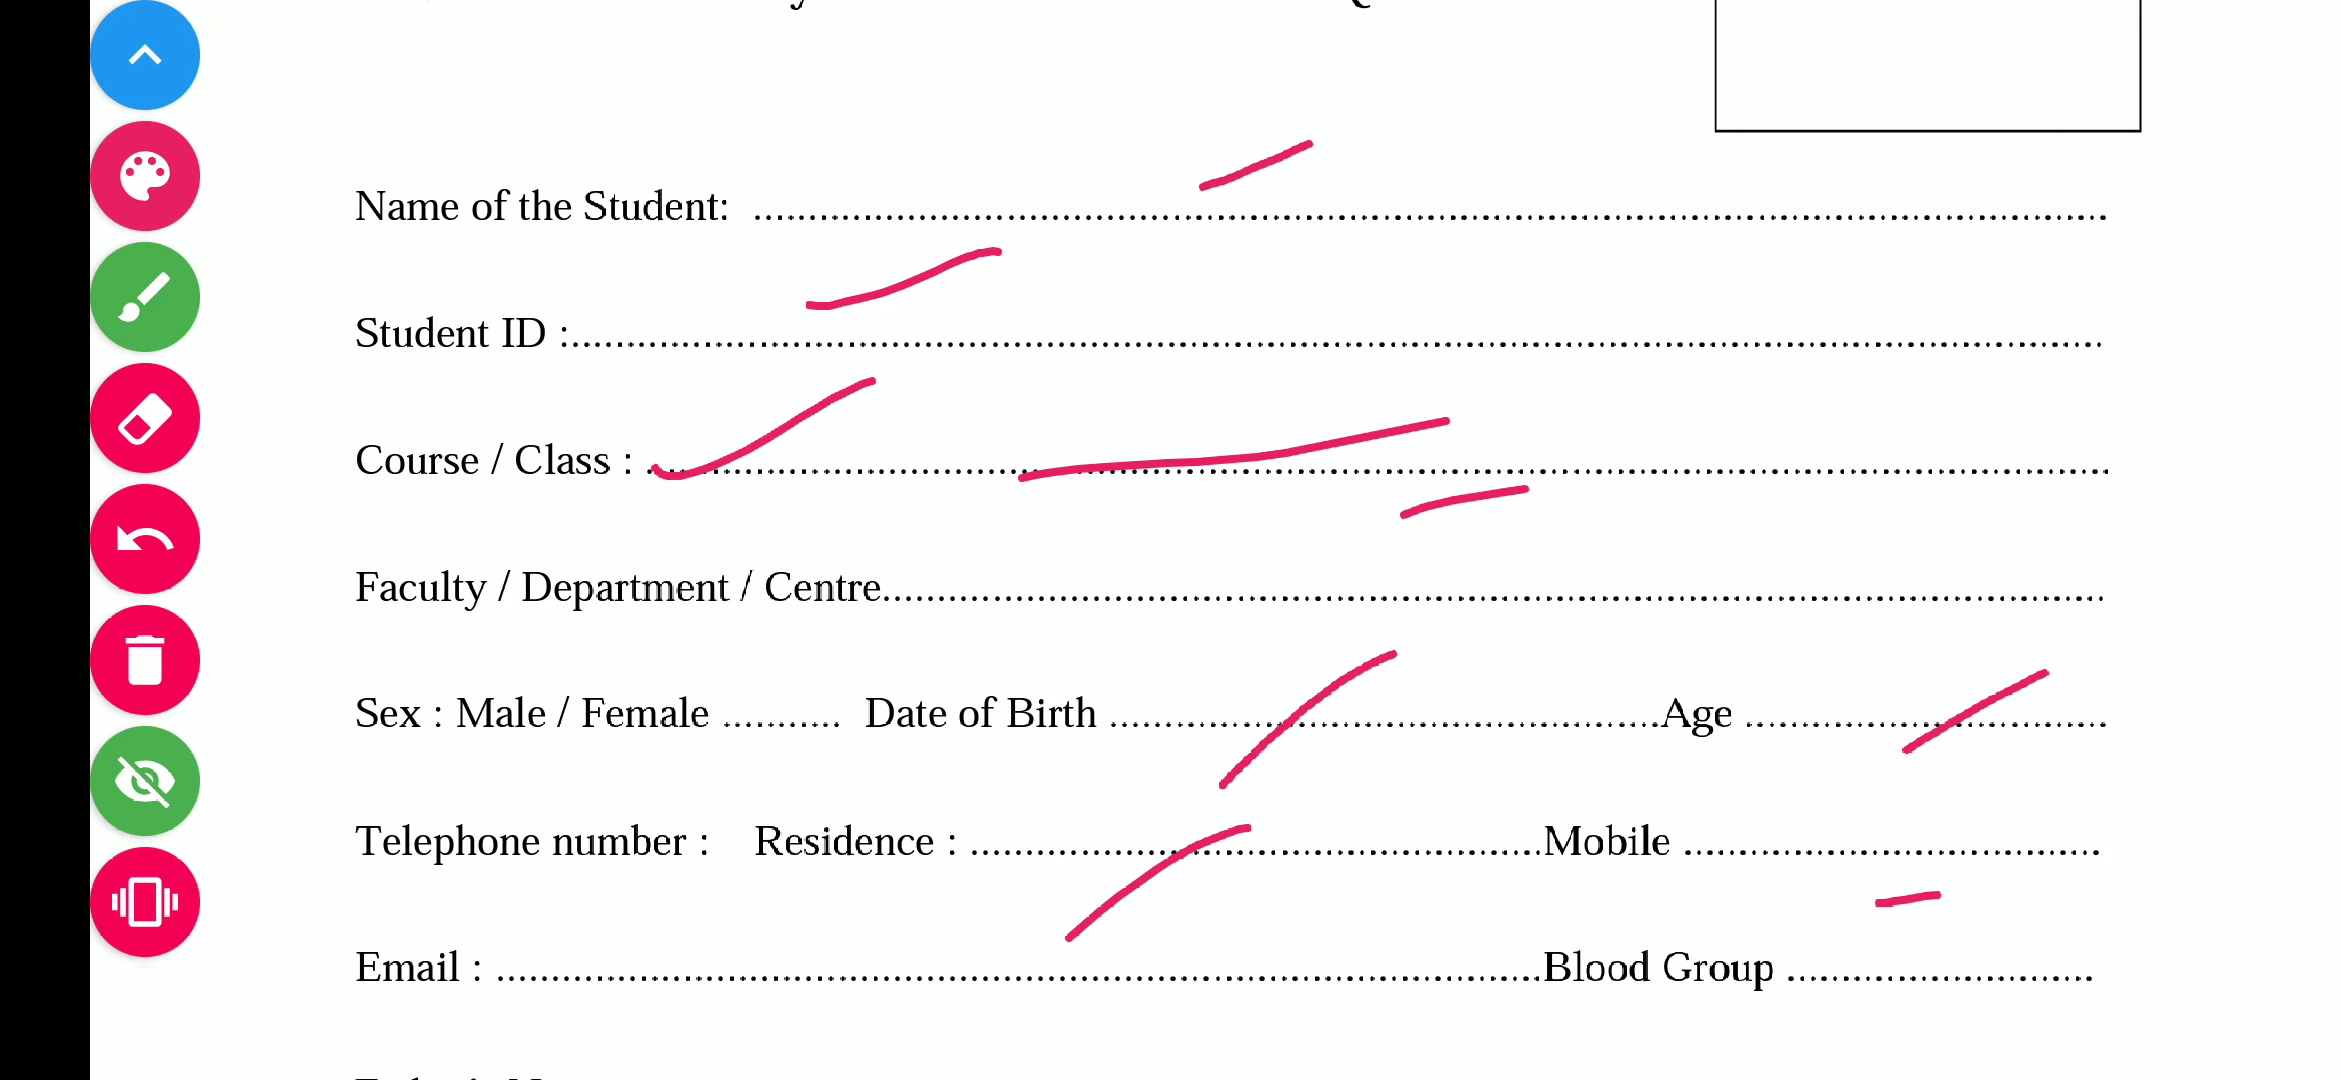 Name of the Student: ....................................................................................................
Student ID :....................................................................................................
Course / Class : ....................................................................................................
Faculty / Department / Centre....................................................................................................
Sex : Male / Female ........... Date of Birth ..................................................Age .................................
Telephone number : Residence : ....................................................Mobile ......................................
Email : ....................................................................................................Blood Group ............................